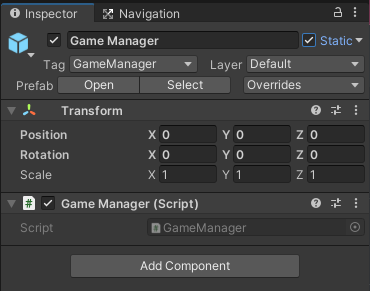 Inspector Navigation
Game Manager Static
Tag GameManager Layer Default
Prefab Open Select Overrides
Transform
Position X 0 Y 0 Z 0
Rotation X 0 Y 0 Z 0
Scale X 1 Y 1 Z 1
# Game Manager (Script)
Script # GameManager
Add Component